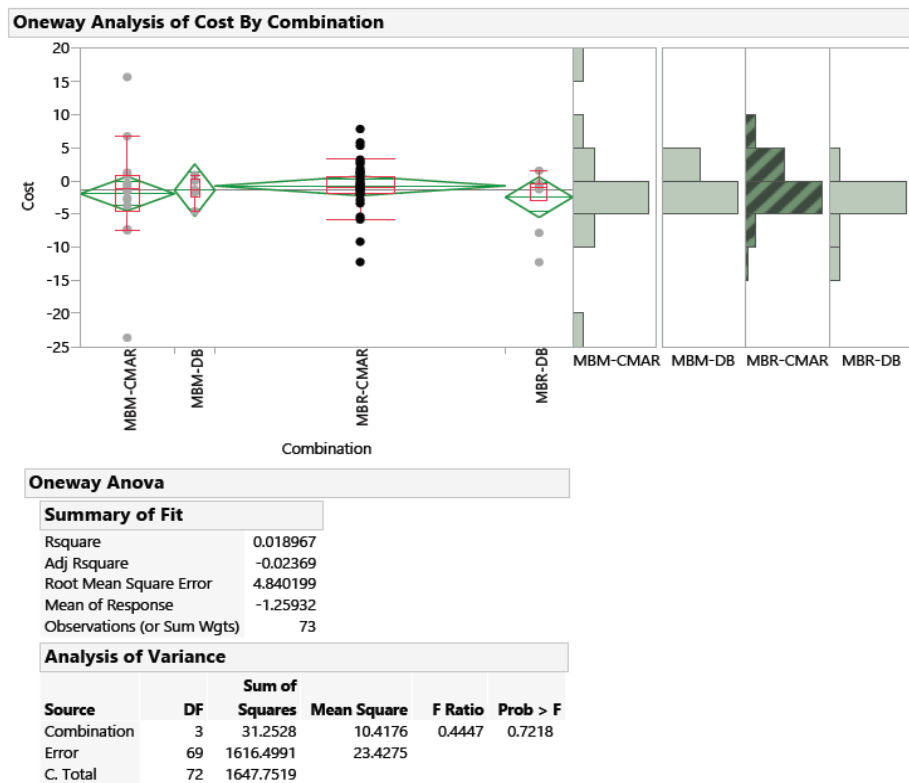 Oneway Analysis of Cost By Combination
20
15
10
5
0
-5
-10
-15
-20
-25
Cost
MBM-CMAR
MBM-DB
MBR-CMAR
MBR-DB
Combination
MBM-CMAR MBM-DB MBR-CMAR MBR-DB
Oneway Anova
Summary of Fit
Rsquare 0.018967
Adj Rsquare -0.02369
Root Mean Square Error 4.840199
Mean of Response -1.25932
Observations (or Sum Wgts) 73
Analysis of Variance
Sum of
Source DF Squares Mean Square F Ratio Prob > F
Combination 3 31.2528 10.4176 0.4447 0.7218
Error 69 1616.4991 23.4275
C. Total 72 1647.7519